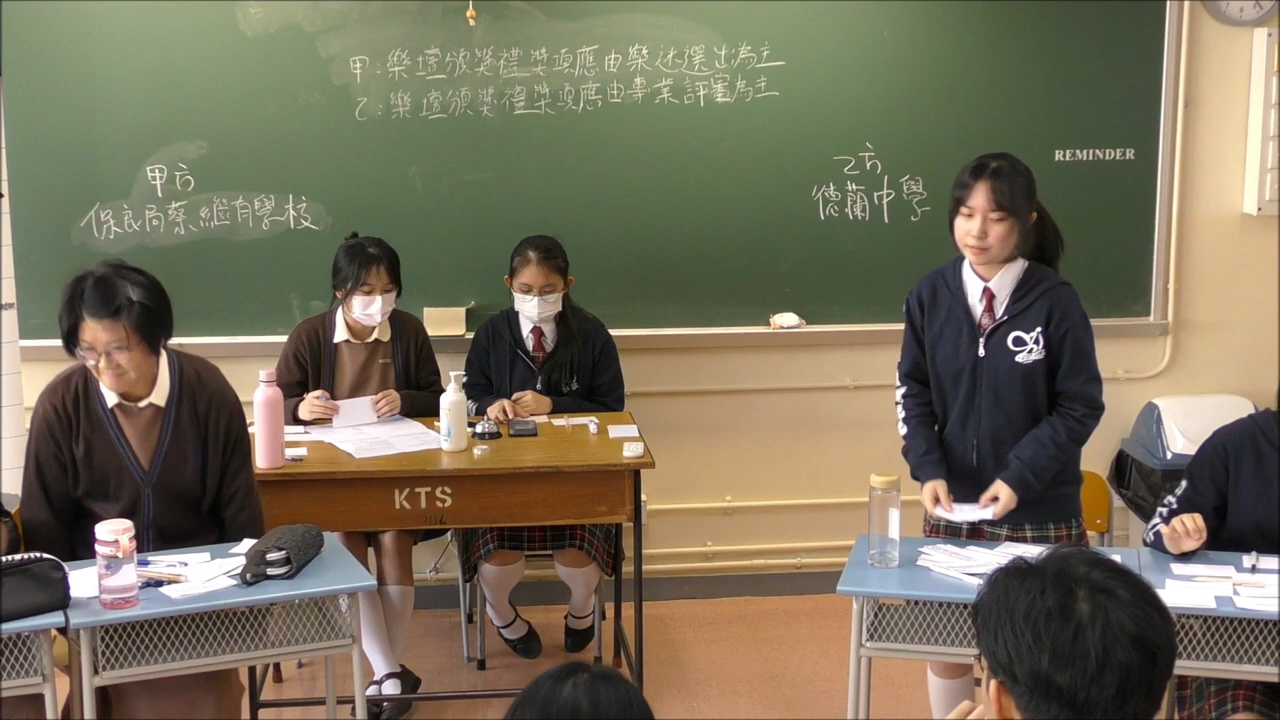 甲:樂壇頒獎禮獎項應由樂迷選出為主
乙:樂壇頒獎禮獎項應由專業評審為主
REMINDER
甲方
保良局蔡繼有學校
乙方
德蘭中學
KTS